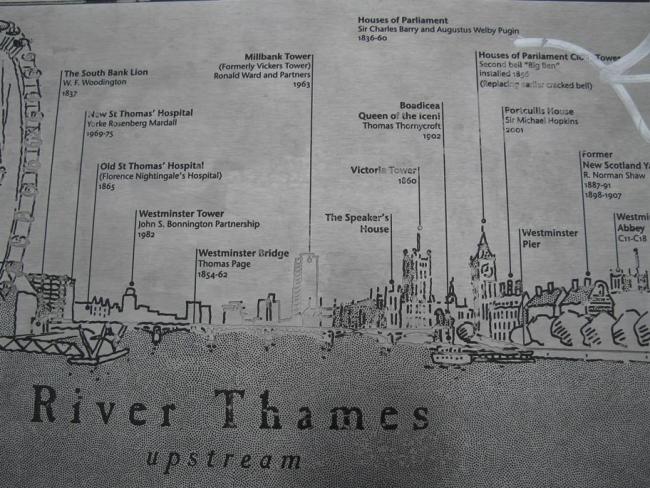 Houses of Parliament
Sir Charles Barry and Augustus Welby Pugin
1836-60
Millbank Tower
(Formerly Vickers Tower)
Ronald Ward and Partners
1963
Houses of Parliament Clock Tower
Second bell "Big Ben"
installed
(Replacing earlier cracked bell)
The South Bank Lion
W. F. Woodington
1837
New St Thomas' Hospital
Yorke Rosenberg Mardall
1969-75
Boadicea
Queen of the Iceni
Thomas Thornycroft
1902
Portcullis House
Sir Michael Hopkins
2001
Old St Thomas' Hospital
(Florence Nightingale's Hospital)
1865
Victoria Tower
1860
Former
New Scotland
R. Norman Shaw
1887-91
1898-1907
Westminster Tower
John S. Bonnington Partnership
1982
The Speaker's
House
Westminster
Pier
Abbey
C11-C18
Westminster Bridge
Thomas Page
1854-62
River Thames
upstream